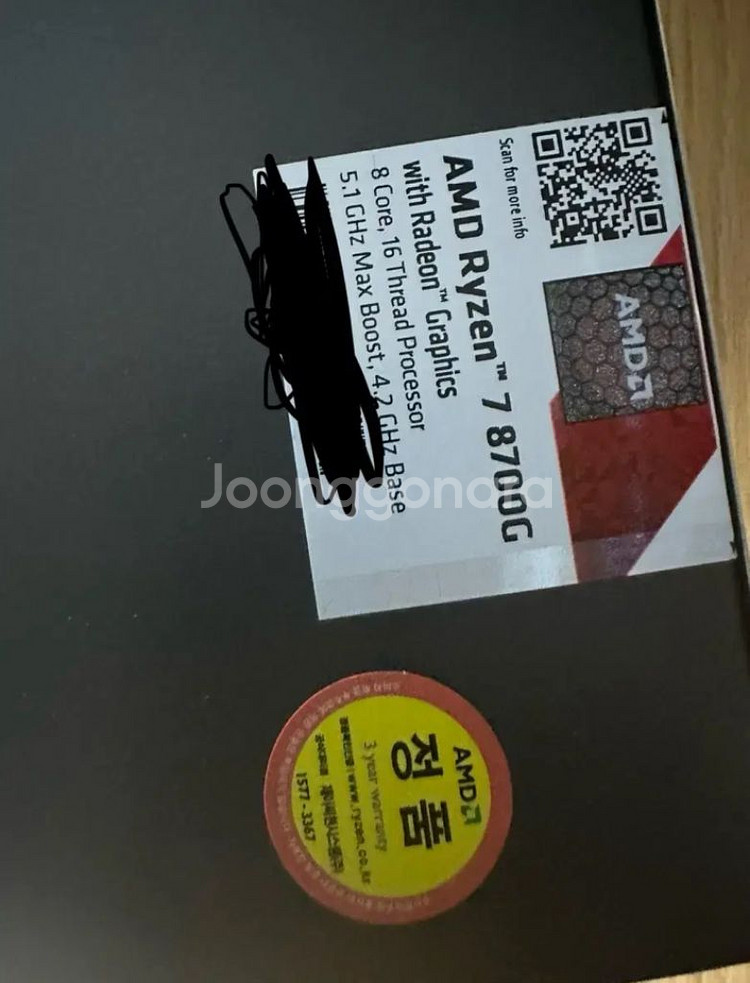 Scan for more info
AMD
AMD Ryzen™ 7 8700G
with Radeon™ Graphics
8 Core, 16 Thread Processor
5.1 GHz Max Boost, 4.2 GHz Base
Joonggonara
AMD
정품
3 year warranty
www.ryzen.co.kr
1577-3367